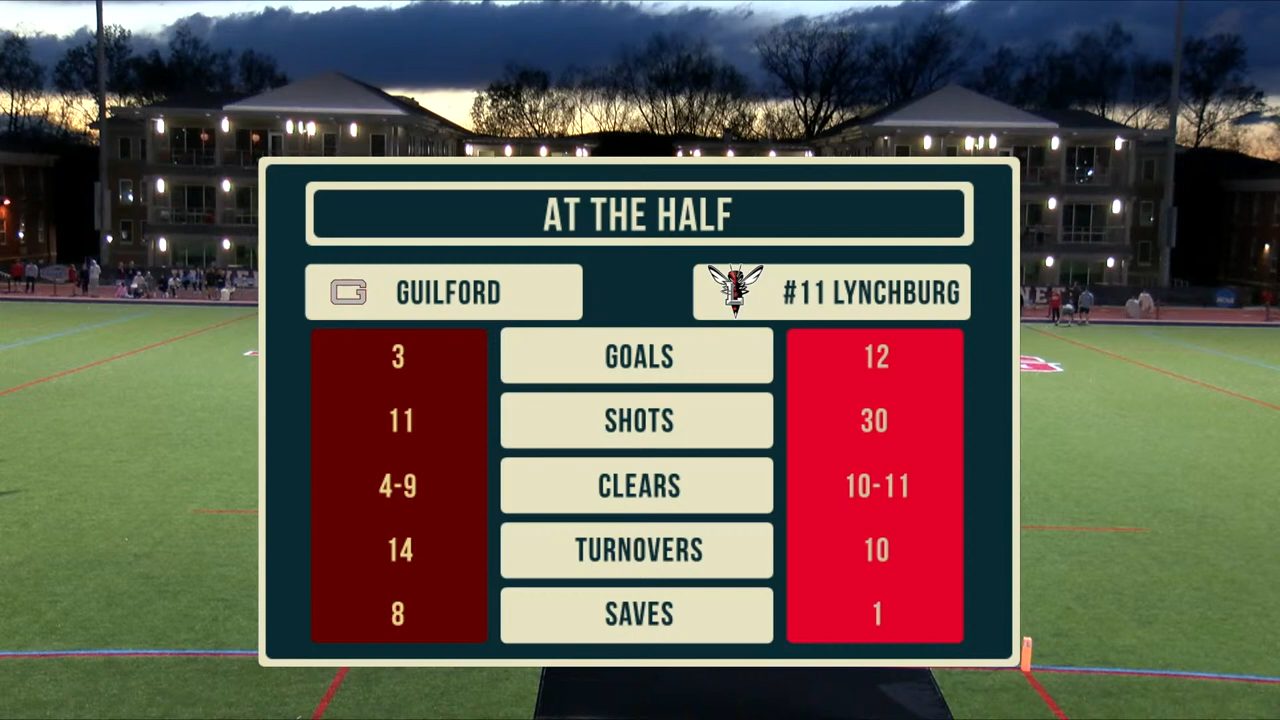 AT THE HALF
GUILFORD
#11 LYNCHBURG
3 GOALS 12
11 SHOTS 30
4-9 CLEARS 10-11
14 TURNOVERS 10
8 SAVES 1